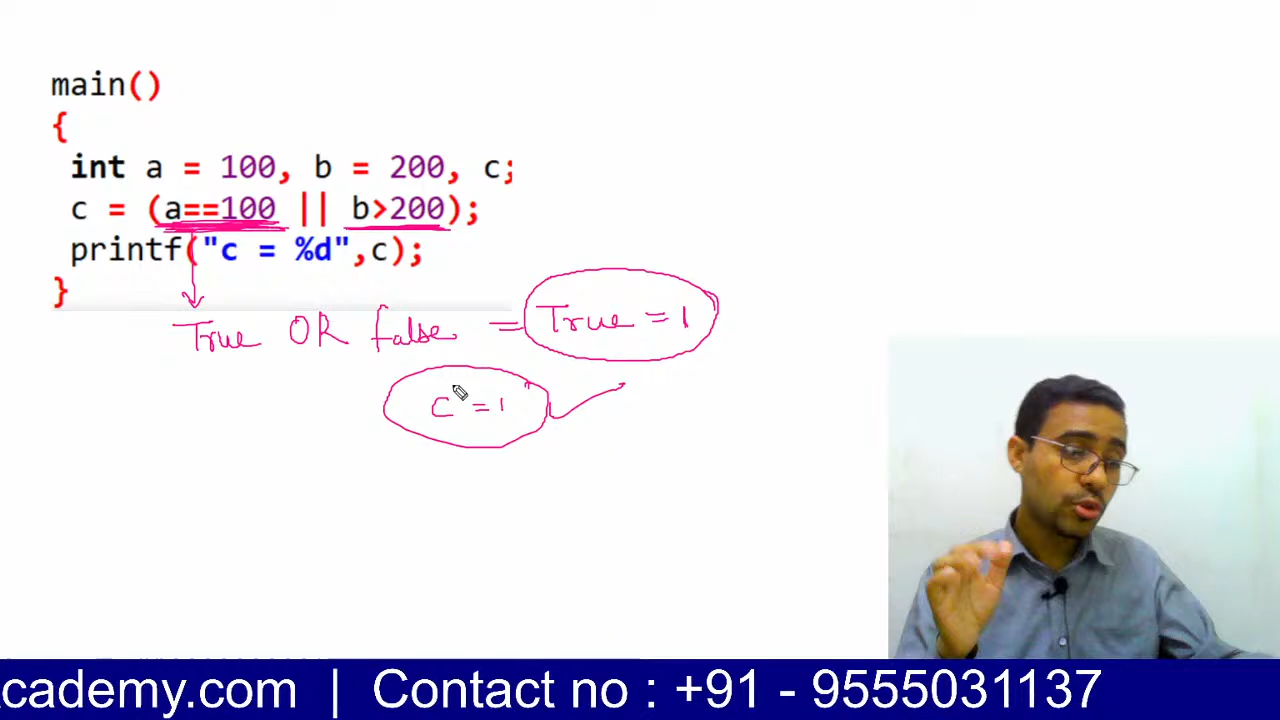 main()
{
int a = 100, b = 200, c;
c = (a==100 || b>200);
printf("c = %d",c);
}
True OR false = True = 1
C = 1
cademy.com | Contact no : +91 - 9555031137